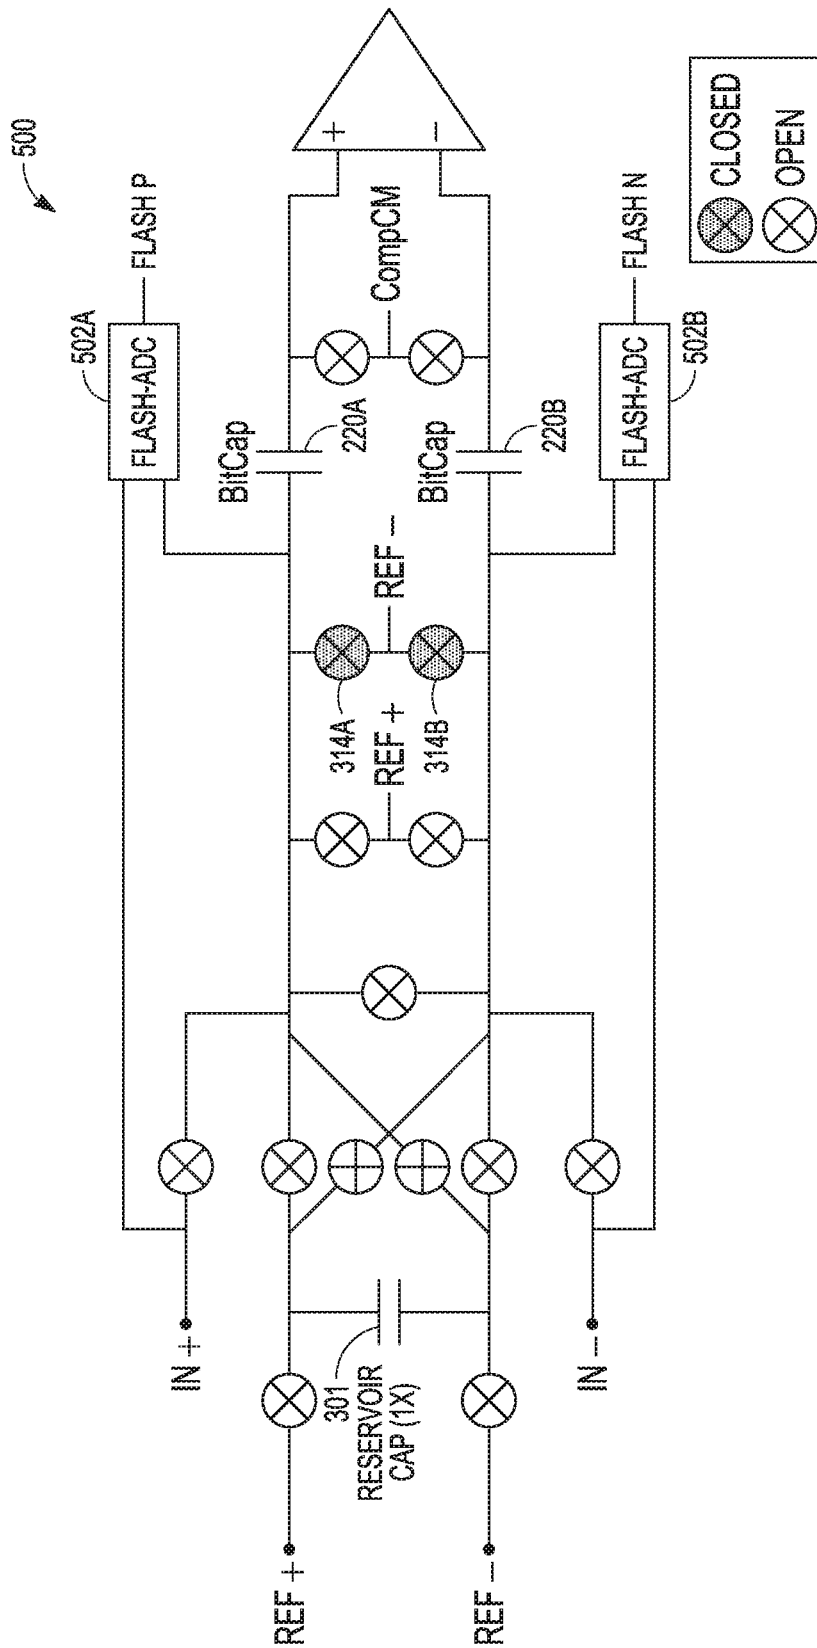 500
FLASH P
502A
FLASH-ADC
+
−
CompCM
BitCap
220A
BitCap
220B
REF −
314A
314B
REF +
FLASH-ADC
502B
FLASH N
CLOSED
OPEN
IN +
REF +
301
RESERVOIR
CAP (1X)
REF −
IN −